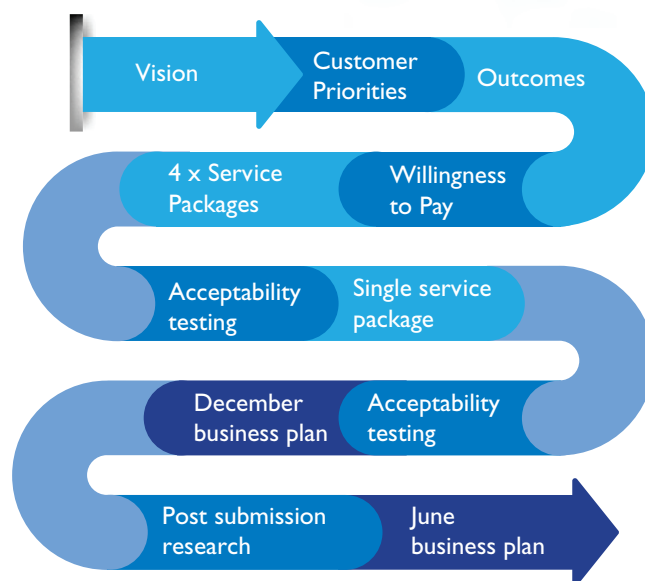 Vision
Customer
Priorities
Outcomes
4 x Service
Packages
Willingness
to Pay
Acceptability
testing
Single service
package
December
business plan
Acceptability
testing
Post submission
research
June
business plan